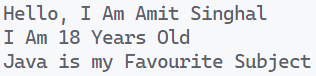 Hello, I Am Amit Singhal
I Am 18 Years Old
Java is my Favourite Subject